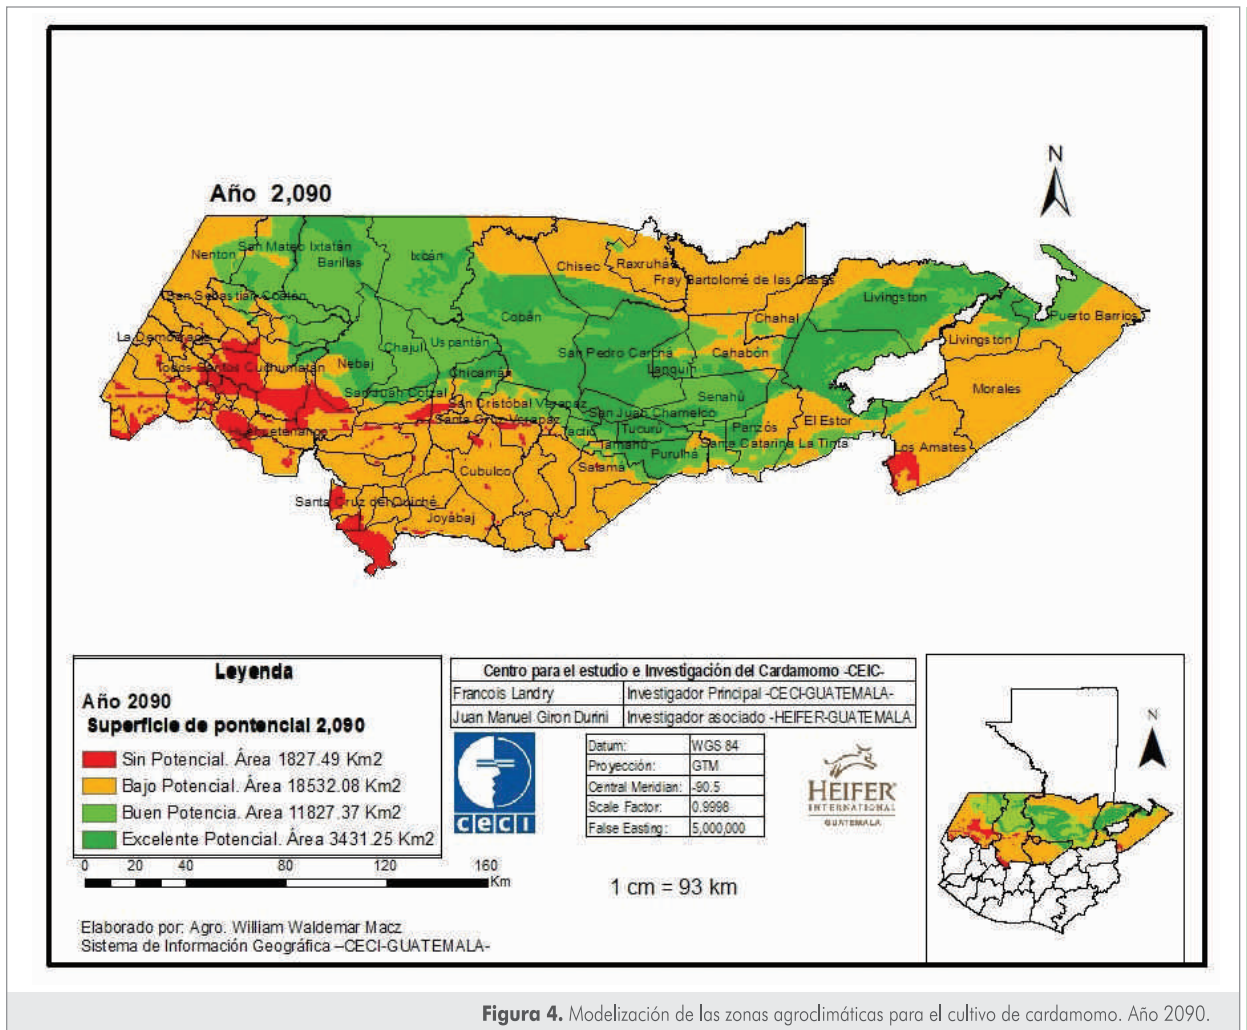 Año 2,090
N
Nenton
San Mateo Ixtatán
Barillas
Ixcán
Chisec
Raxruhá
Fray Bartolomé de las Casas
Livingston
San Sebastián Coatán
Cobán
Chahal
Puerto Barrios
La Democracia
Uspantán
Chajul
San Pedro Carchá
Cahabón
Livingston
Todos Santos Cuchumatán
Nebaj
Chicamán
Lanquín
Morales
San Juan Cotzal
Senahú
San Cristóbal Verapaz
San Juan Chamelco
Santa Cruz Verapaz
Tactic
Tucurú
Panzós
El Estor
Huehuetenango
Tamahú
Santa Catarina La Tinta
Los Amates
Purulhá
Cubulco
Salamá
Santa Cruz del Quiché
Joyabaj
Leyenda
Año 2090
Superficie de pontencial 2,090
Sin Potencial. Área 1827.49 Km2
Bajo Potencial. Área 18532.08 Km2
Buen Potencia. Área 11827.37 Km2
Excelente Potencial. Área 3431.25 Km2
0 20 40 80 120 160
Km
Elaborado por: Agro. William Waldemar Macz
Sistema de Información Geográfica –CECI-GUATEMALA-
Centro para el estudio e Investigación del Cardamomo -CEIC-
Francois Landry Investigador Principal -CECI-GUATEMALA-
Juan Manuel Giron Durini Investigador asociado -HEIFER-GUATEMALA
ceci
Datum: WGS 84
Proyección: GTM
Central Meridian: -90.5
Scale Factor: 0.9998
False Easting: 5,000,000
HEIFER
INTERNATIONAL
GUATEMALA
1 cm = 93 km
N
Figura 4. Modelización de las zonas agroclimáticas para el cultivo de cardamomo. Año 2090.